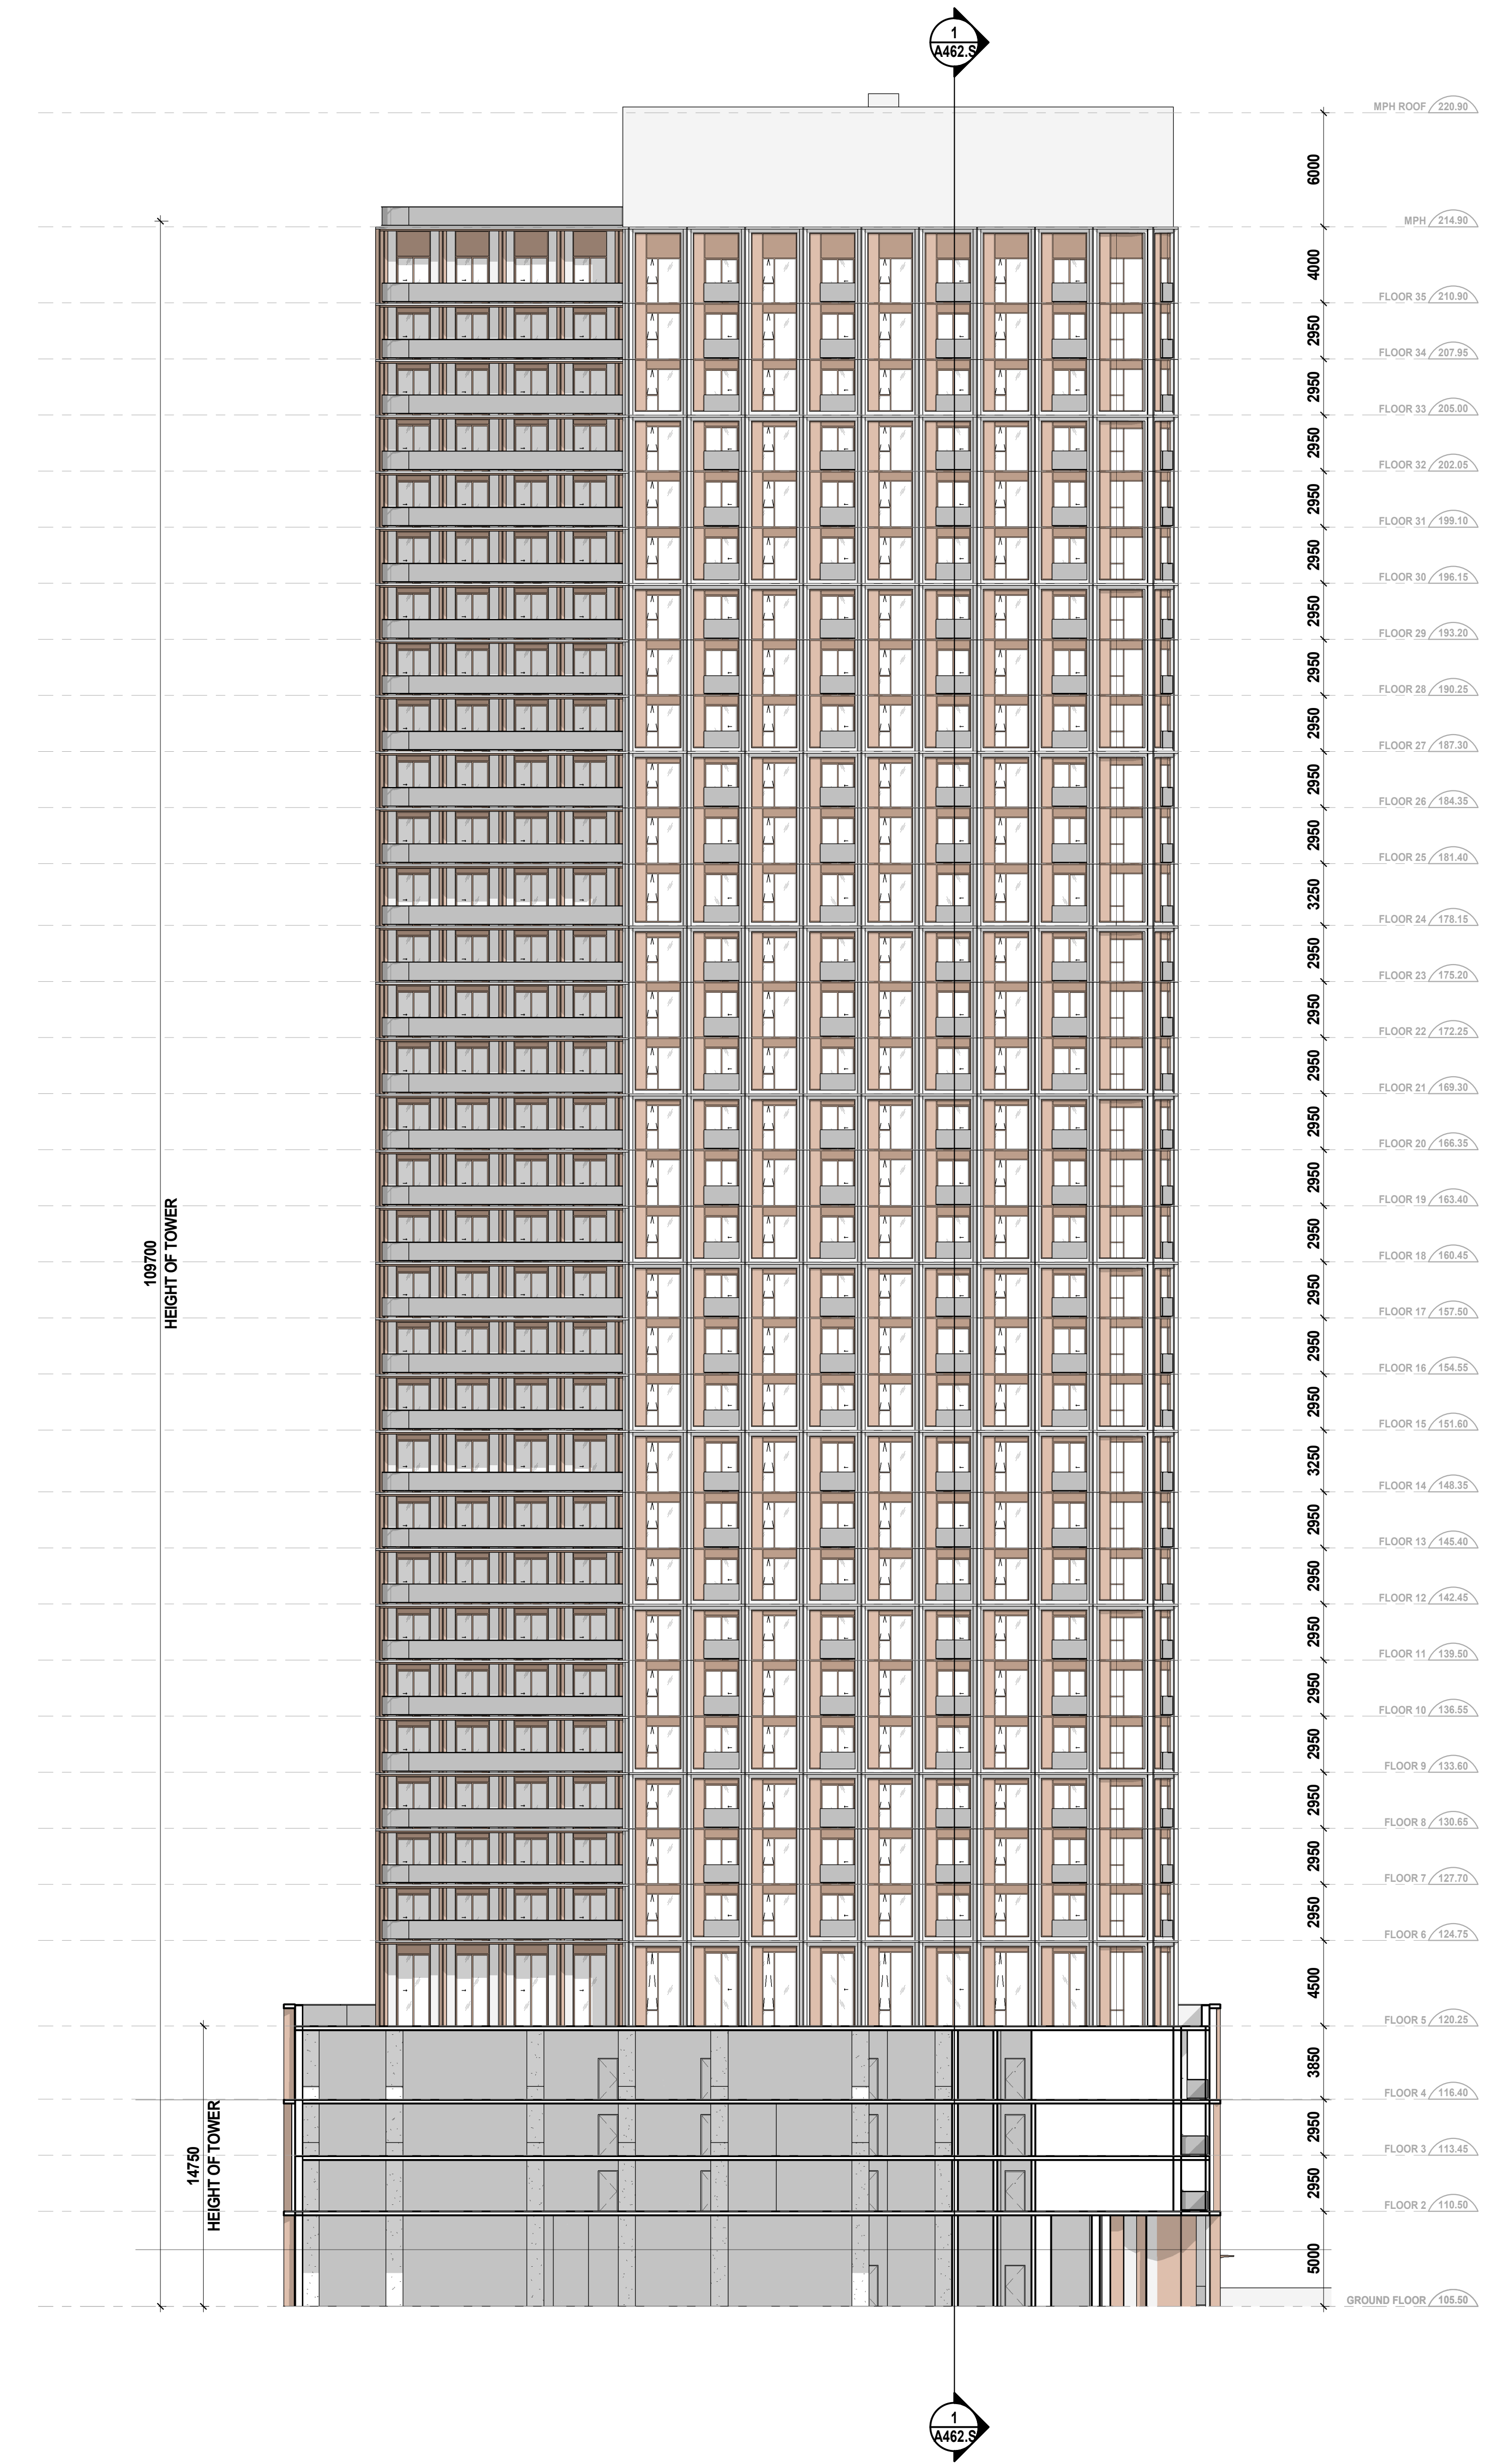 1
A462.S
MPH ROOF 220.90
6000
MPH 214.90
4000
FLOOR 35 210.90
2950
FLOOR 34 207.95
2950
FLOOR 33 205.00
2950
FLOOR 32 202.05
2950
FLOOR 31 199.10
2950
FLOOR 30 196.15
2950
FLOOR 29 193.20
2950
FLOOR 28 190.25
2950
FLOOR 27 187.30
2950
FLOOR 26 184.35
2950
FLOOR 25 181.40
3250
FLOOR 24 178.15
2950
FLOOR 23 175.20
2950
FLOOR 22 172.25
2950
FLOOR 21 169.30
2950
FLOOR 20 166.35
2950
FLOOR 19 163.40
2950
FLOOR 18 160.45
109700
HEIGHT OF TOWER
2950
FLOOR 17 157.50
2950
FLOOR 16 154.55
2950
FLOOR 15 151.60
3250
FLOOR 14 148.35
2950
FLOOR 13 145.40
2950
FLOOR 12 142.45
2950
FLOOR 11 139.50
2950
FLOOR 10 136.55
2950
FLOOR 9 133.60
2950
FLOOR 8 130.65
2950
FLOOR 7 127.70
2950
FLOOR 6 124.75
4500
FLOOR 5 120.25
3850
FLOOR 4 116.40
2950
FLOOR 3 113.45
14750
HEIGHT OF TOWER
2950
FLOOR 2 110.50
5000
GROUND FLOOR 105.50
1
A462.S